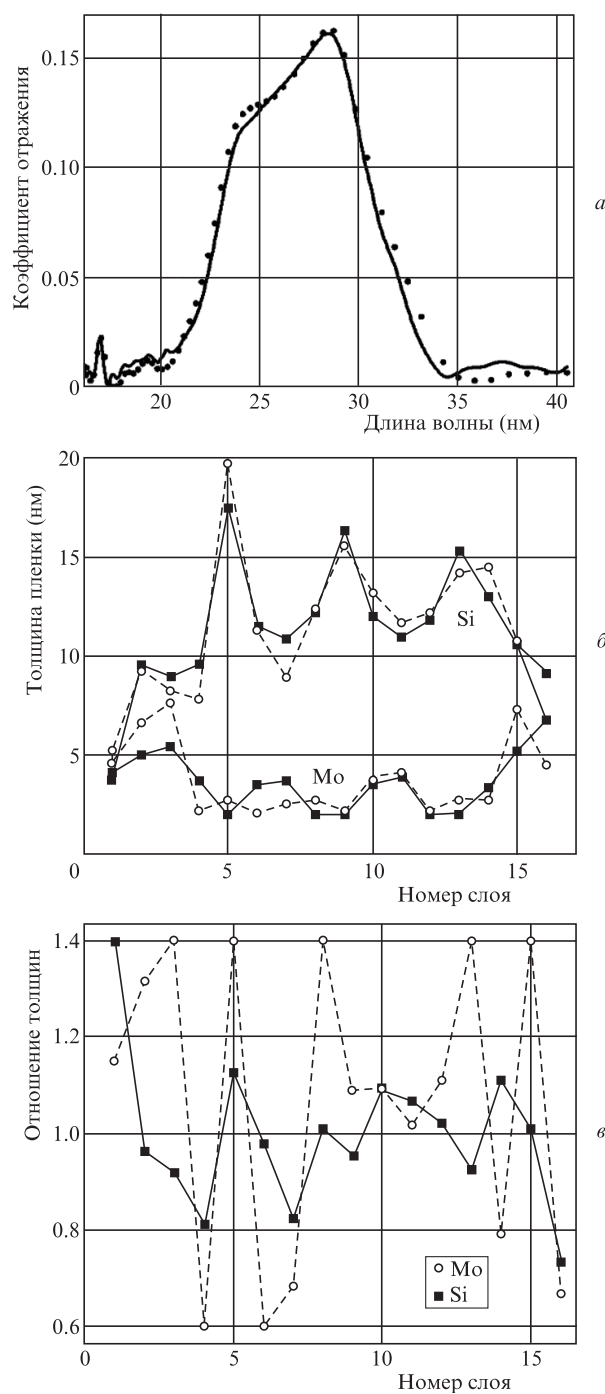 Коэффициент отражения
0.15
0.10
0.05
0
20
25
30
35
40
Длина волны (нм)
а
Толщина пленки (нм)
20
15
10
5
0
Si
Mo
5
10
15
Номер слоя
б
Отношение толщин
1.4
1.2
1.0
0.8
0.6
Mo
Si
0
5
10
15
Номер слоя
в